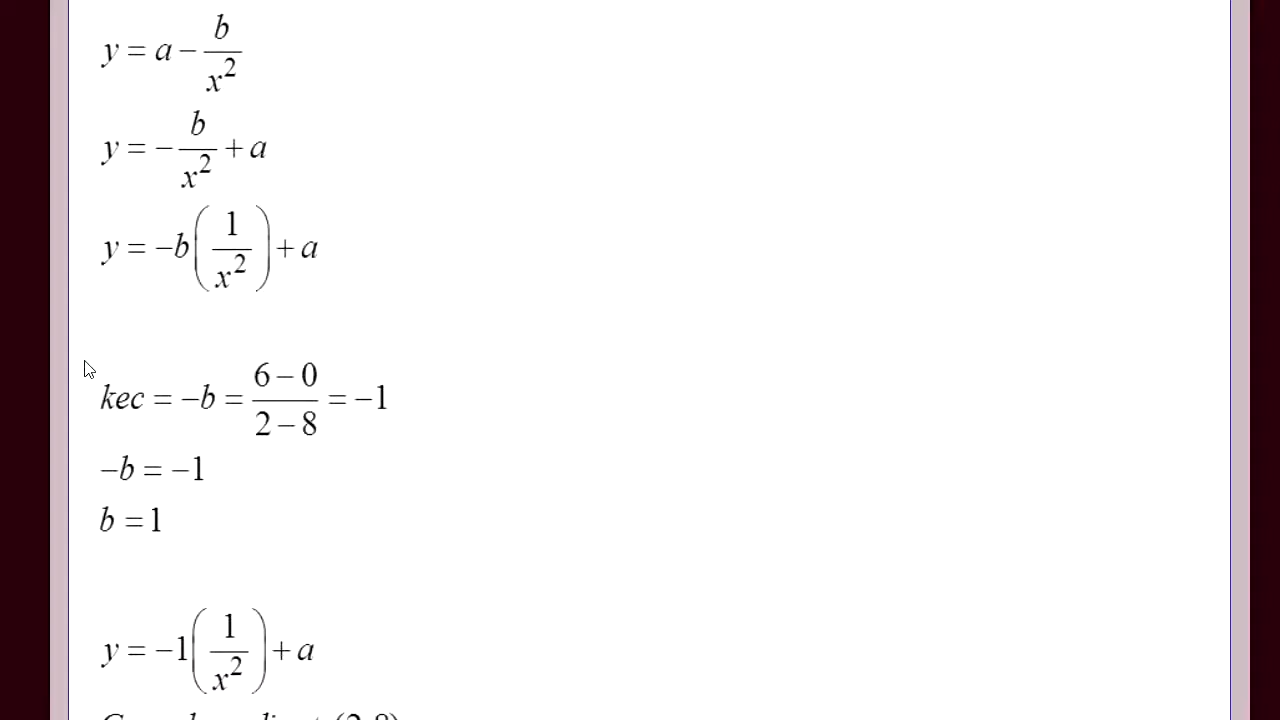 y = a − b/x²
y = −b/x² + a
y = −b(1/x²) + a
kec = −b = (6 − 0)/(2 − 8) = −1
−b = −1
b = 1
y = −1(1/x²) + a